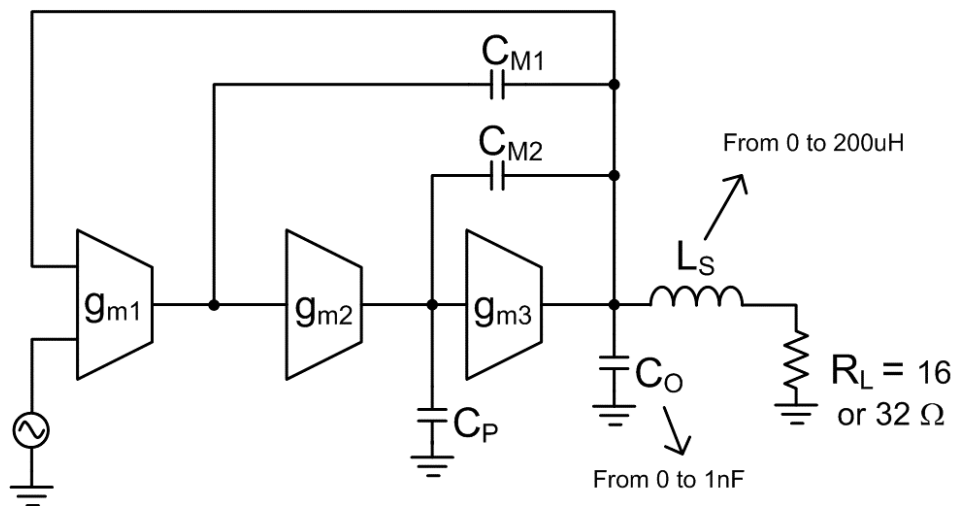 C_M1
From 0 to 200uH
C_M2
L_S
g_m1
g_m2
g_m3
C_O
R_L = 16
or 32 Ω
C_P
From 0 to 1nF